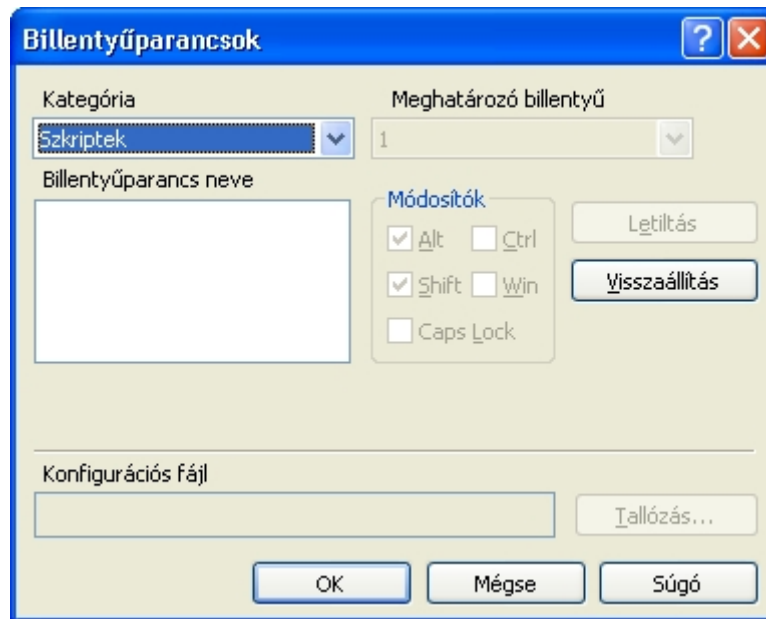 Billentyűparancsok
Kategória
Meghatározó billentyű
Szkriptek
1
Billentyűparancs neve
Módosítók
Alt
Ctrl
Letiltás
Shift
Win
Visszaállítás
Caps Lock
Konfigurációs fájl
Tallózás...
OK
Mégse
Súgó